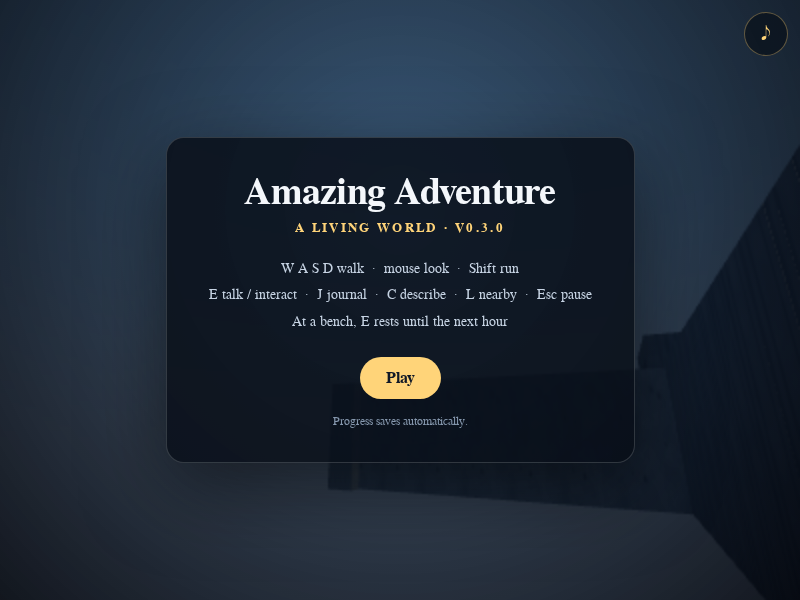 Amazing Adventure
A LIVING WORLD · V0.3.0
W A S D walk · mouse look · Shift run
E talk / interact · J journal · C describe · L nearby · Esc pause
At a bench, E rests until the next hour
Play
Progress saves automatically.